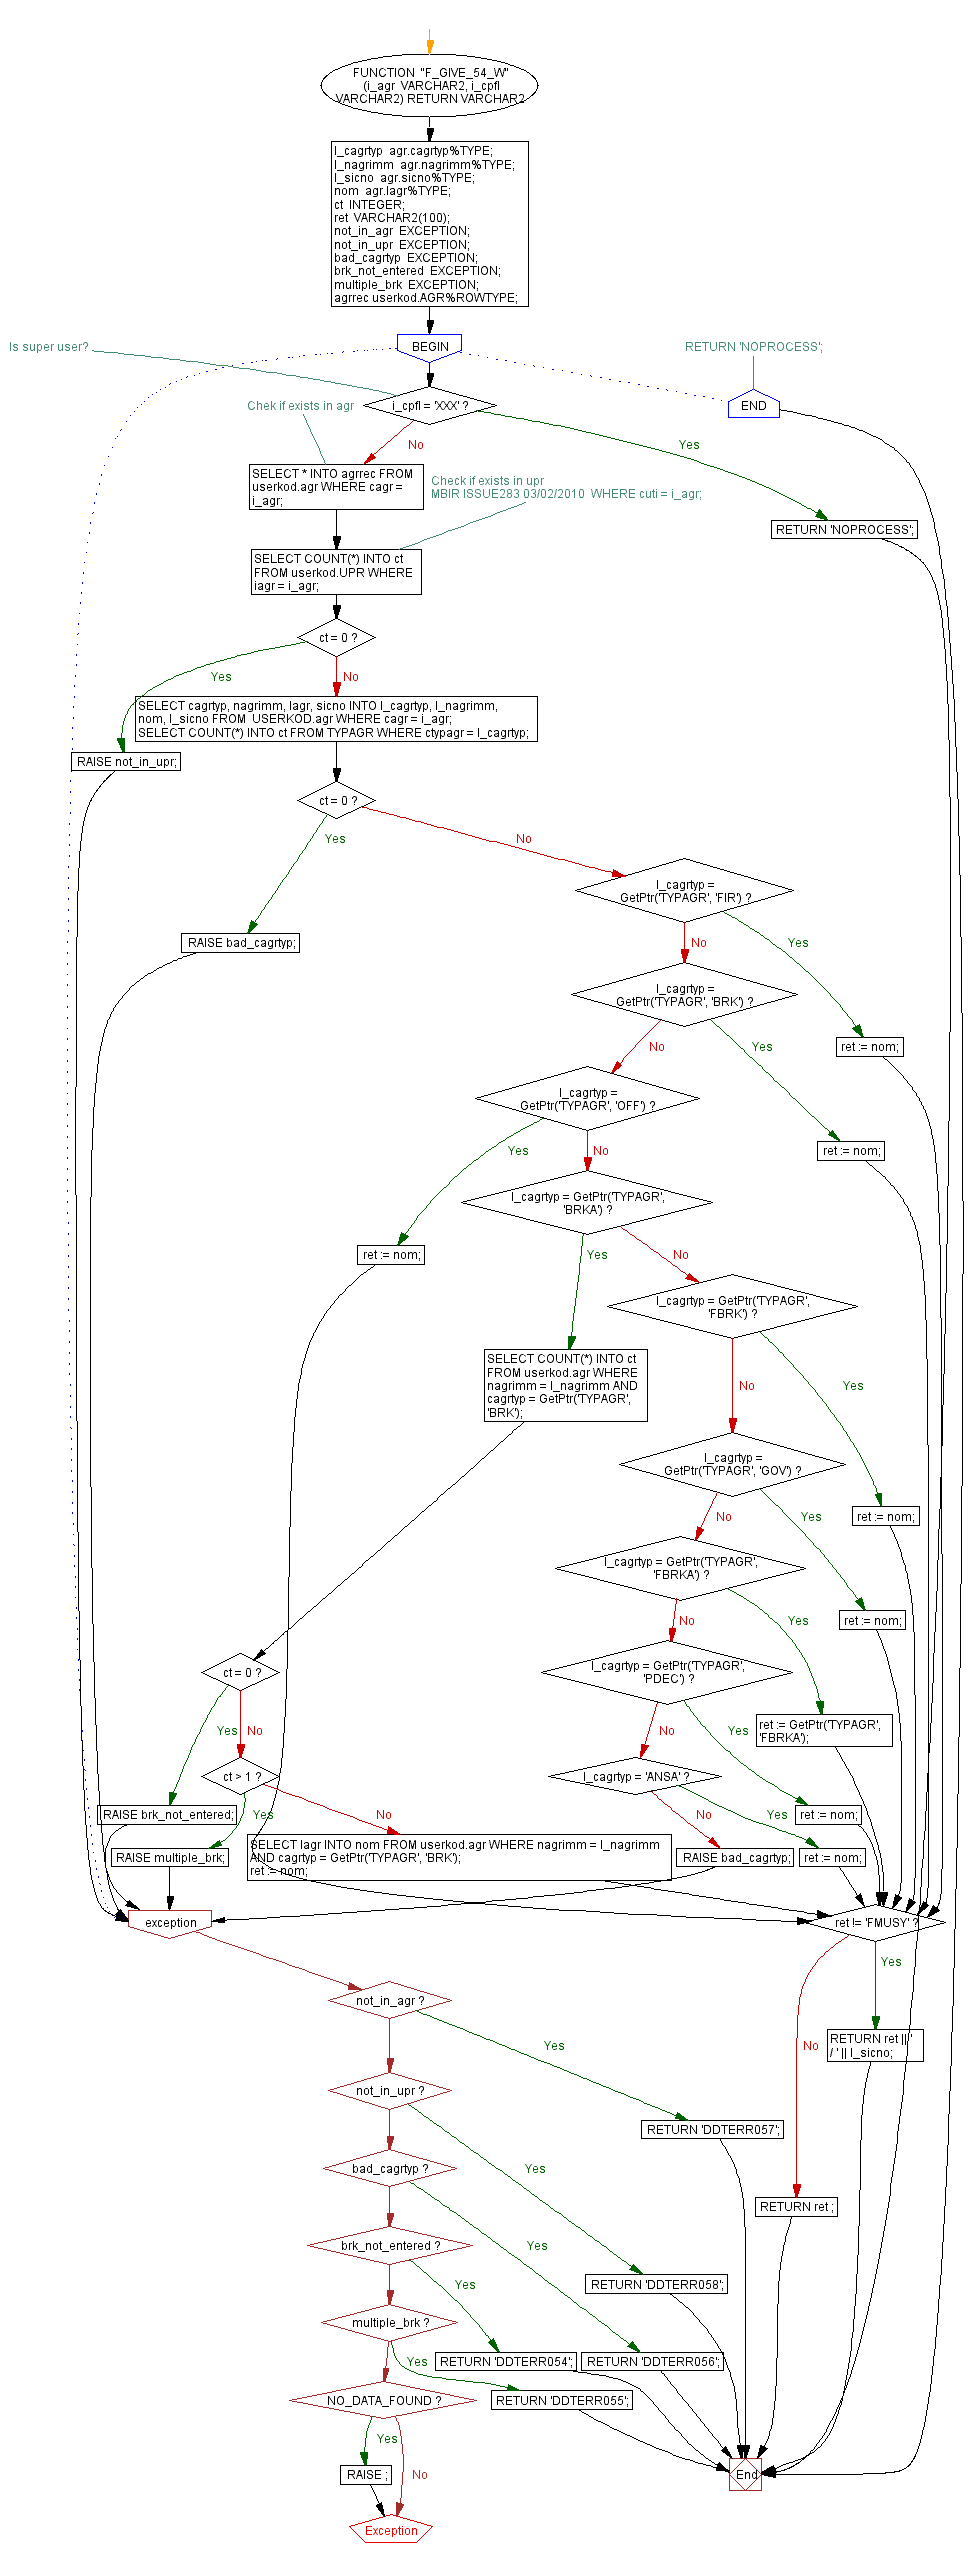 FUNCTION "F_GIVE_54_W"
(i_agr VARCHAR2, i_cpfl
VARCHAR2) RETURN VARCHAR2
l_cagrtyp agr.cagrtyp%TYPE;
l_nagrimm agr.nagrimm%TYPE;
l_sicno agr.sicno%TYPE;
nom agr.lagr%TYPE;
ct INTEGER;
ret VARCHAR2(100);
not_in_agr EXCEPTION;
not_in_upr EXCEPTION;
bad_cagrtyp EXCEPTION;
brk_not_entered EXCEPTION;
multiple_brk EXCEPTION;
agrrec userkod.AGR%ROWTYPE;
Is super user?
BEGIN
RETURN 'NOPROCESS';
Chek if exists in agr
i_cpfl = 'XXX' ?
END
No
Yes
SELECT * INTO agrrec FROM
userkod.agr WHERE cagr =
i_agr;
Check if exists in upr
MBIR ISSUE283 03/02/2010 WHERE cuti = i_agr;
RETURN 'NOPROCESS';
SELECT COUNT(*) INTO ct
FROM userkod.UPR WHERE
iagr = i_agr;
ct = 0 ?
Yes
No
SELECT cagrtyp, nagrimm, lagr, sicno INTO l_cagrtyp, l_nagrimm,
nom, l_sicno FROM USERKOD.agr WHERE cagr = i_agr;
SELECT COUNT(*) INTO ct FROM TYPAGR WHERE ctypagr = l_cagrtyp;
RAISE not_in_upr;
ct = 0 ?
Yes
No
l_cagrtyp =
GetPtr('TYPAGR', 'FIR') ?
RAISE bad_cagrtyp;
No
Yes
l_cagrtyp =
GetPtr('TYPAGR', 'BRK') ?
No
Yes
ret := nom;
l_cagrtyp =
GetPtr('TYPAGR', 'OFF') ?
Yes
No
ret := nom;
l_cagrtyp = GetPtr('TYPAGR',
'BRKA') ?
ret := nom;
Yes
No
l_cagrtyp = GetPtr('TYPAGR',
'FBRK') ?
SELECT COUNT(*) INTO ct
FROM userkod.agr WHERE
nagrimm = l_nagrimm AND
cagrtyp = GetPtr('TYPAGR',
'BRK');
No
Yes
l_cagrtyp =
GetPtr('TYPAGR', 'GOV') ?
No
Yes
ret := nom;
l_cagrtyp = GetPtr('TYPAGR',
'FBRKA') ?
No
Yes
ret := nom;
ct = 0 ?
l_cagrtyp = GetPtr('TYPAGR',
'PDEC') ?
Yes
No
No
Yes
ret := GetPtr('TYPAGR',
'FBRKA');
ct > 1 ?
l_cagrtyp = 'ANSA' ?
RAISE brk_not_entered;
Yes
No
No
Yes
ret := nom;
RAISE multiple_brk;
SELECT lagr INTO nom FROM userkod.agr WHERE nagrimm = l_nagrimm
AND cagrtyp = GetPtr('TYPAGR', 'BRK');
ret := nom;
RAISE bad_cagrtyp;
ret := nom;
exception
ret != 'FMUSY' ?
Yes
not_in_agr ?
Yes
No
RETURN ret || '
/ ' || l_sicno;
not_in_upr ?
RETURN 'DDTERR057';
bad_cagrtyp ?
Yes
RETURN ret ;
brk_not_entered ?
Yes
Yes
RETURN 'DDTERR058';
multiple_brk ?
Yes
RETURN 'DDTERR054';
RETURN 'DDTERR056';
NO_DATA_FOUND ?
RETURN 'DDTERR055';
Yes
No
RAISE ;
End
Exception